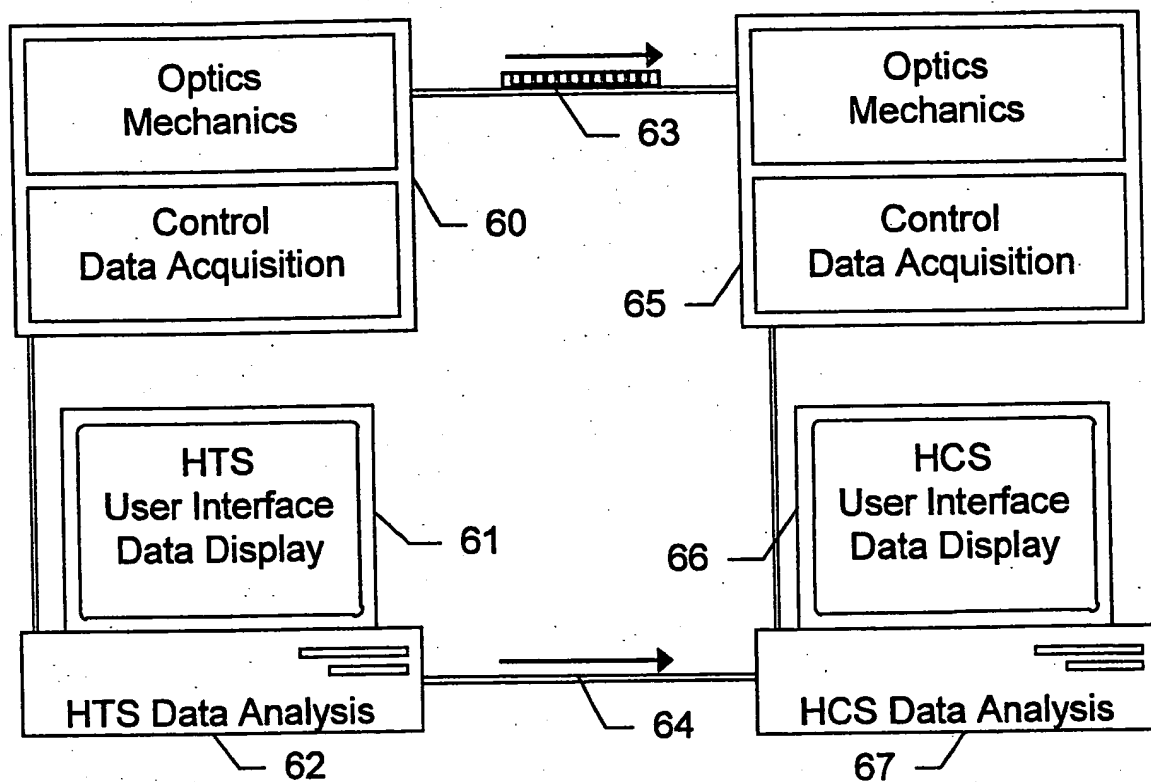 Optics
Mechanics
Control
Data Acquisition
60
63
Optics
Mechanics
Control
Data Acquisition
65
HTS
User Interface
Data Display
61
HTS Data Analysis
62
64
HCS
User Interface
Data Display
66
HCS Data Analysis
67